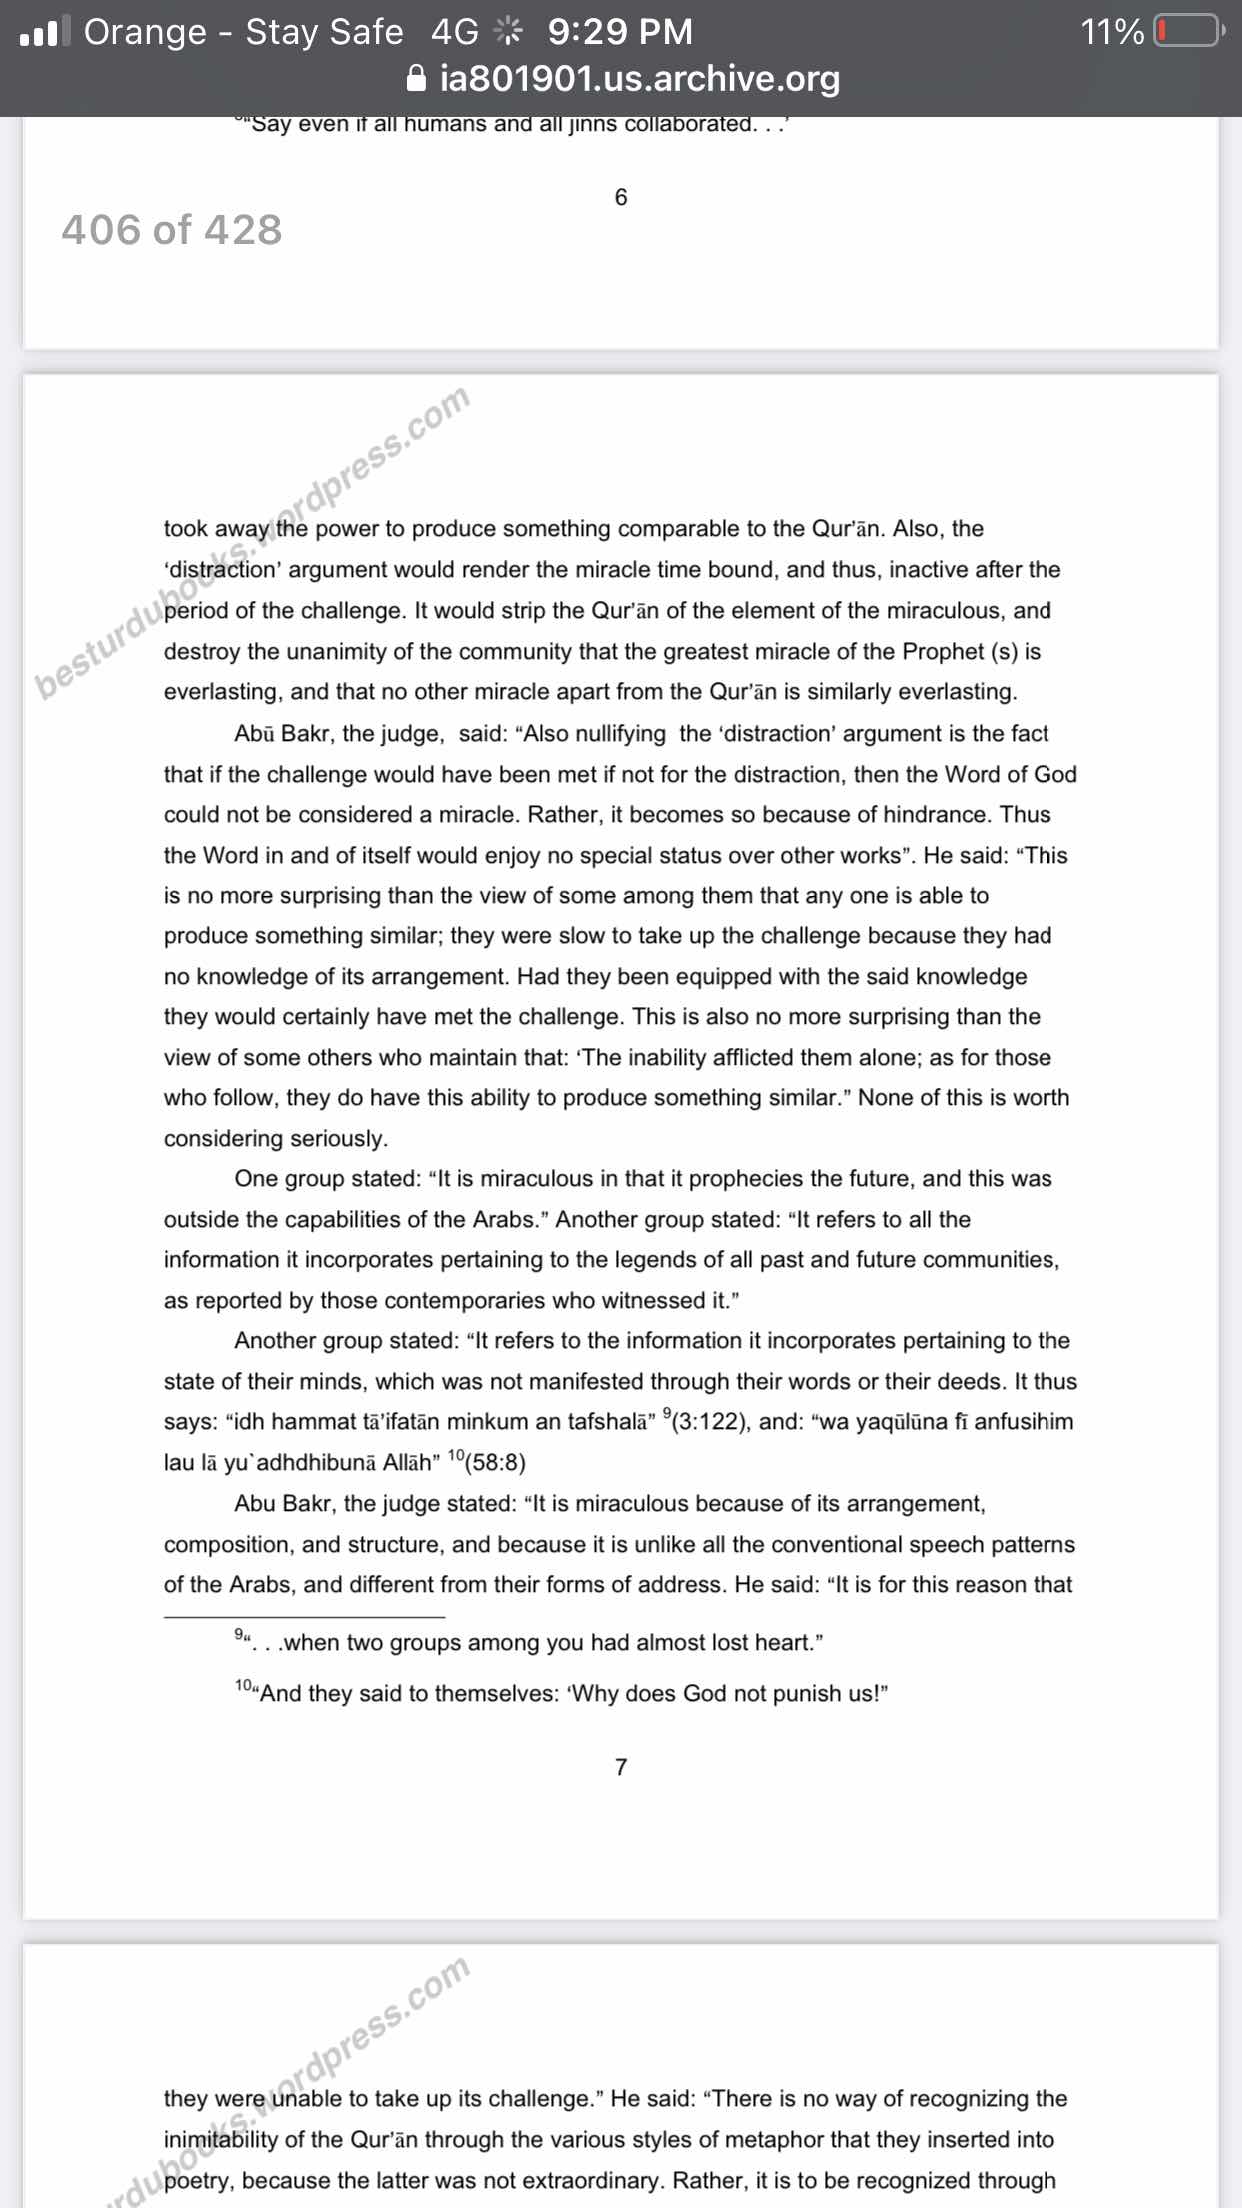 Orange - Stay Safe 4G 9:29 PM 11%
ia801901.us.archive.org
“Say even if all humans and all jinns collaborated. . .’
6
406 of 428
besturdubooks.wordpress.com
took away the power to produce something comparable to the Qur’ān. Also, the
‘distraction’ argument would render the miracle time bound, and thus, inactive after the
period of the challenge. It would strip the Qur’ān of the element of the miraculous, and
destroy the unanimity of the community that the greatest miracle of the Prophet (s) is
everlasting, and that no other miracle apart from the Qur’ān is similarly everlasting.
Abū Bakr, the judge, said: “Also nullifying the ‘distraction’ argument is the fact
that if the challenge would have been met if not for the distraction, then the Word of God
could not be considered a miracle. Rather, it becomes so because of hindrance. Thus
the Word in and of itself would enjoy no special status over other works”. He said: “This
is no more surprising than the view of some among them that any one is able to
produce something similar; they were slow to take up the challenge because they had
no knowledge of its arrangement. Had they been equipped with the said knowledge
they would certainly have met the challenge. This is also no more surprising than the
view of some others who maintain that: ‘The inability afflicted them alone; as for those
who follow, they do have this ability to produce something similar.” None of this is worth
considering seriously.
One group stated: “It is miraculous in that it prophecies the future, and this was
outside the capabilities of the Arabs.” Another group stated: “It refers to all the
information it incorporates pertaining to the legends of all past and future communities,
as reported by those contemporaries who witnessed it.”
Another group stated: “It refers to the information it incorporates pertaining to the
state of their minds, which was not manifested through their words or their deeds. It thus
says: “idh hammat tā’ifatān minkum an tafshalā” 9(3:122), and: “wa yaqūlūna fī anfusihim
lau lā yu`adhdhibunā Allāh” 10(58:8)
Abu Bakr, the judge stated: “It is miraculous because of its arrangement,
composition, and structure, and because it is unlike all the conventional speech patterns
of the Arabs, and different from their forms of address. He said: “It is for this reason that
9“. . .when two groups among you had almost lost heart.”
10“And they said to themselves: ‘Why does God not punish us!”
7
rdubooks.wordpress.com
they were unable to take up its challenge.” He said: “There is no way of recognizing the
inimitability of the Qur’ān through the various styles of metaphor that they inserted into
poetry, because the latter was not extraordinary. Rather, it is to be recognized through